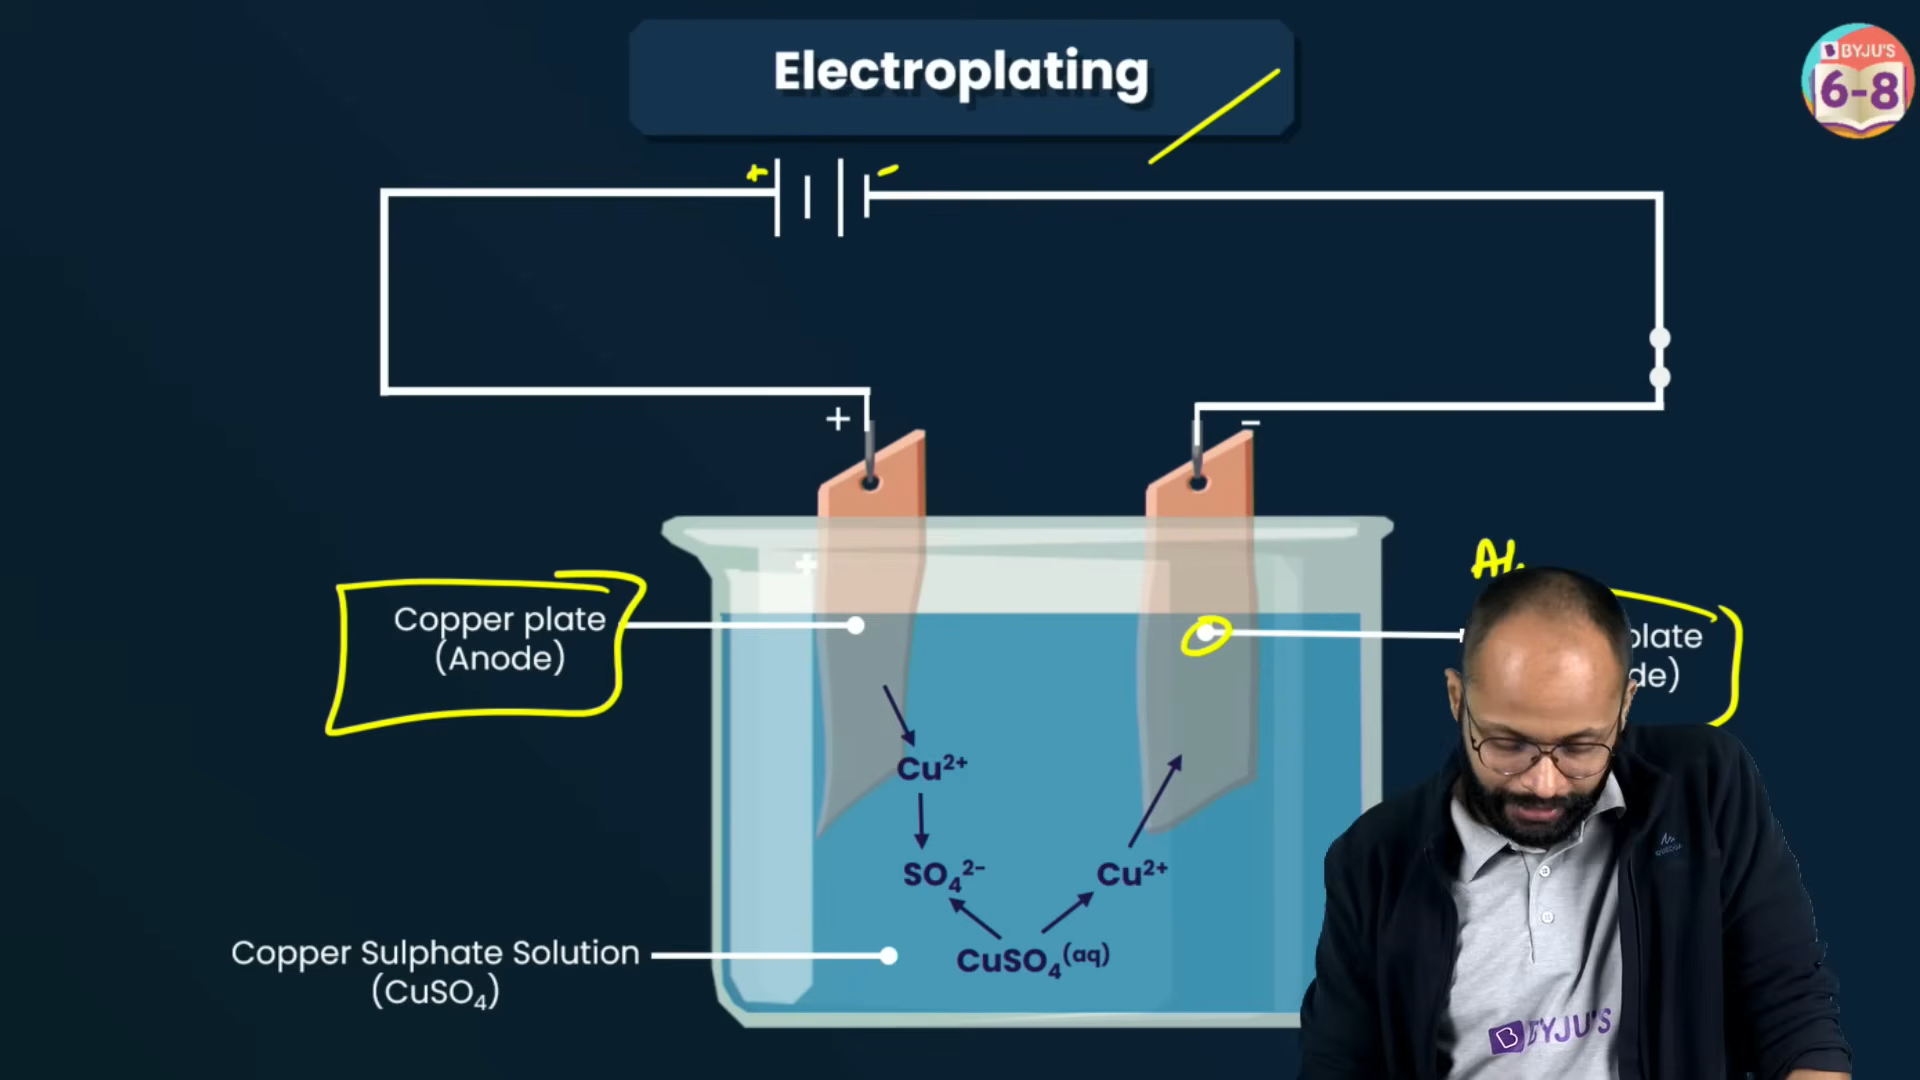 Electroplating
BYJU'S
6-8
+
-
+
-
+
Copper plate
(Anode)
plate
de)
Cu²⁺
SO₄²⁻
Cu²⁺
CuSO₄(aq)
Copper Sulphate Solution
(CuSO₄)
BYJU'S